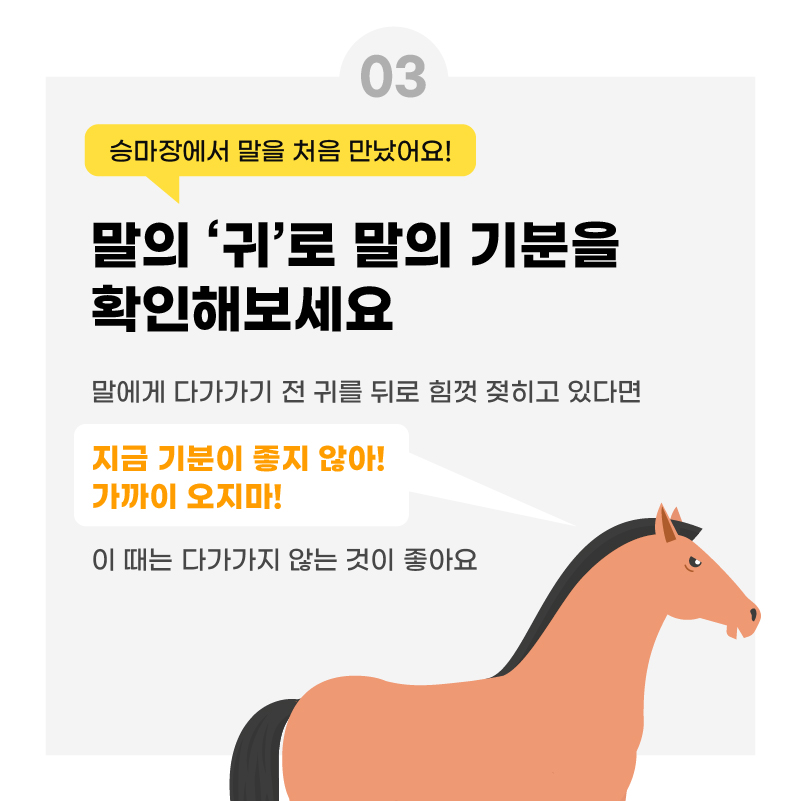 03
승마장에서 말을 처음 만났어요!
말의 ‘귀’로 말의 기분을
확인해보세요
말에게 다가가기 전 귀를 뒤로 힘껏 젖히고 있다면
지금 기분이 좋지 않아!
가까이 오지마!
이 때는 다가가지 않는 것이 좋아요